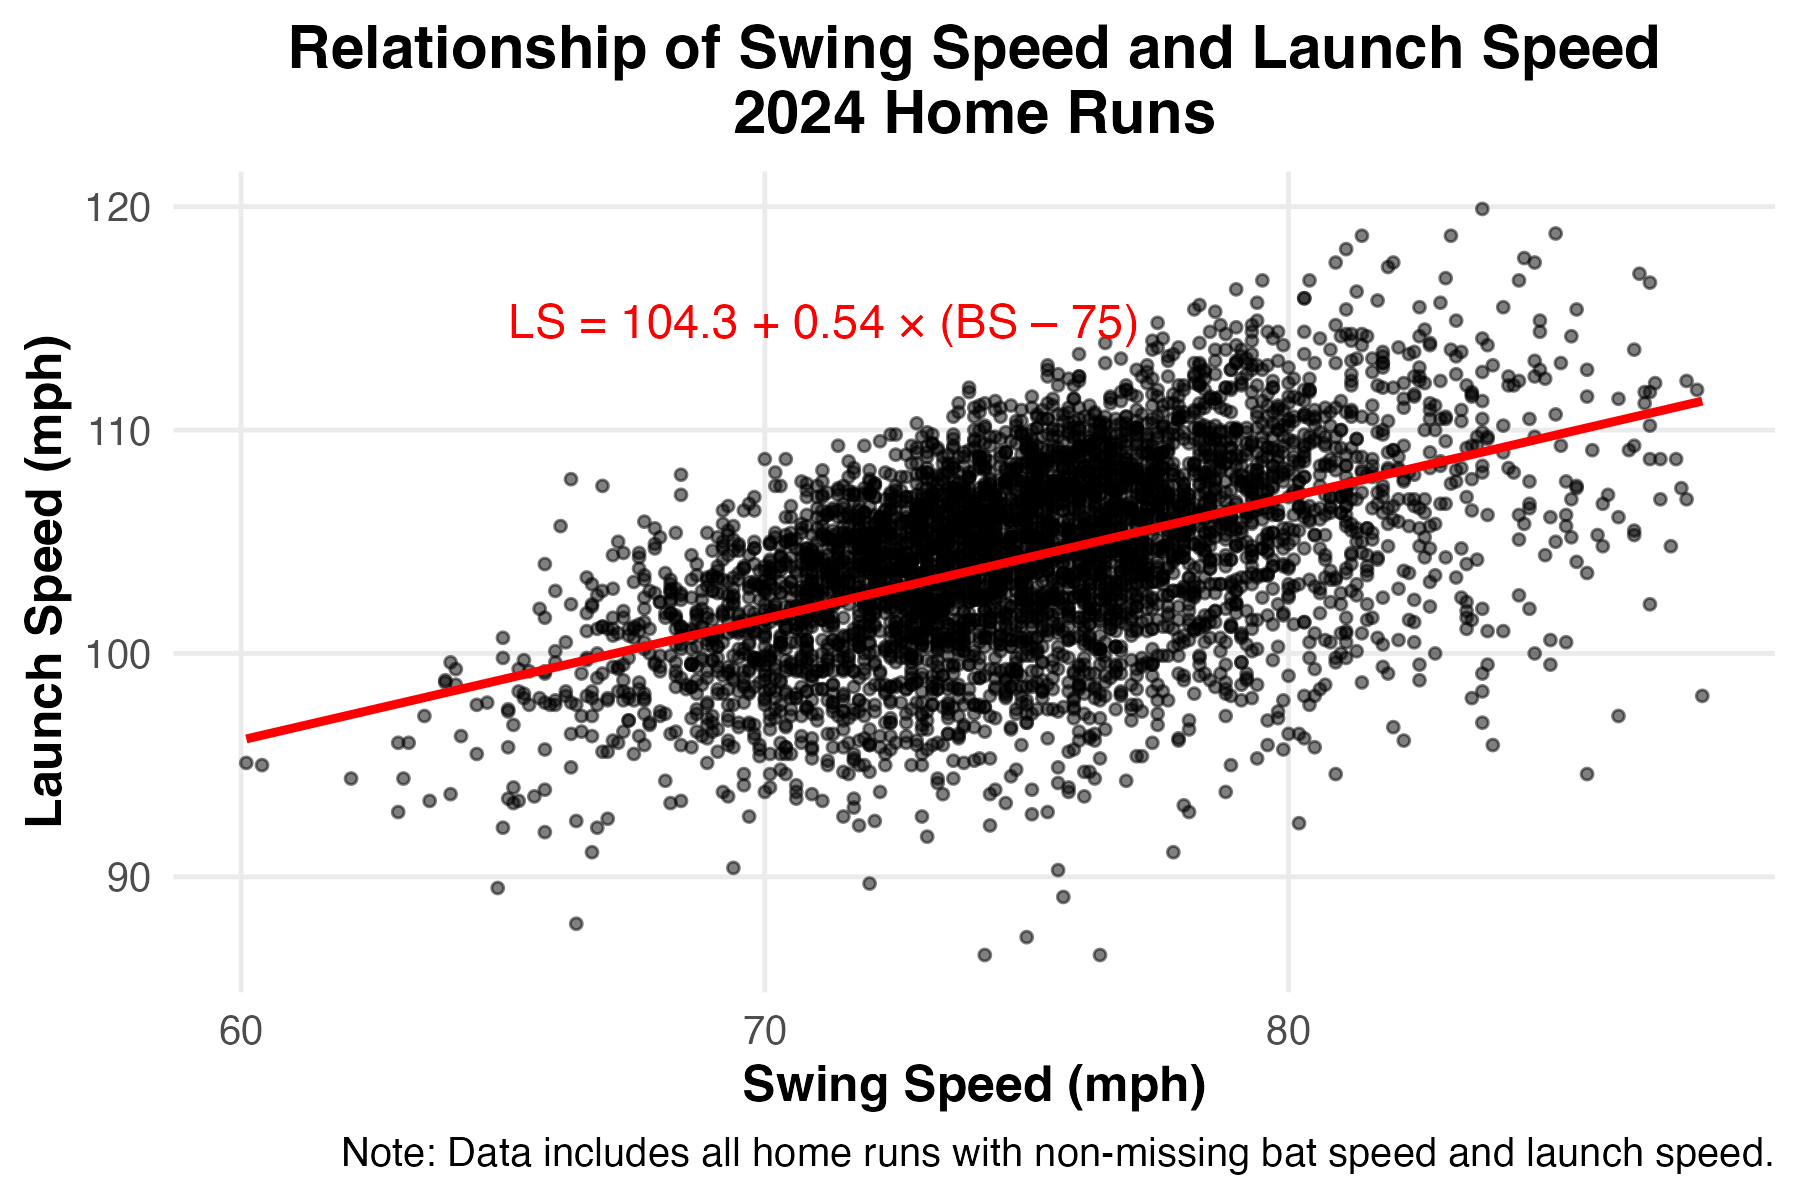 Relationship of Swing Speed and Launch Speed
2024 Home Runs
120
LS = 104.3 + 0.54 × (BS − 75)
110
Launch Speed (mph)
100
90
60 70 80
Swing Speed (mph)
Note: Data includes all home runs with non-missing bat speed and launch speed.